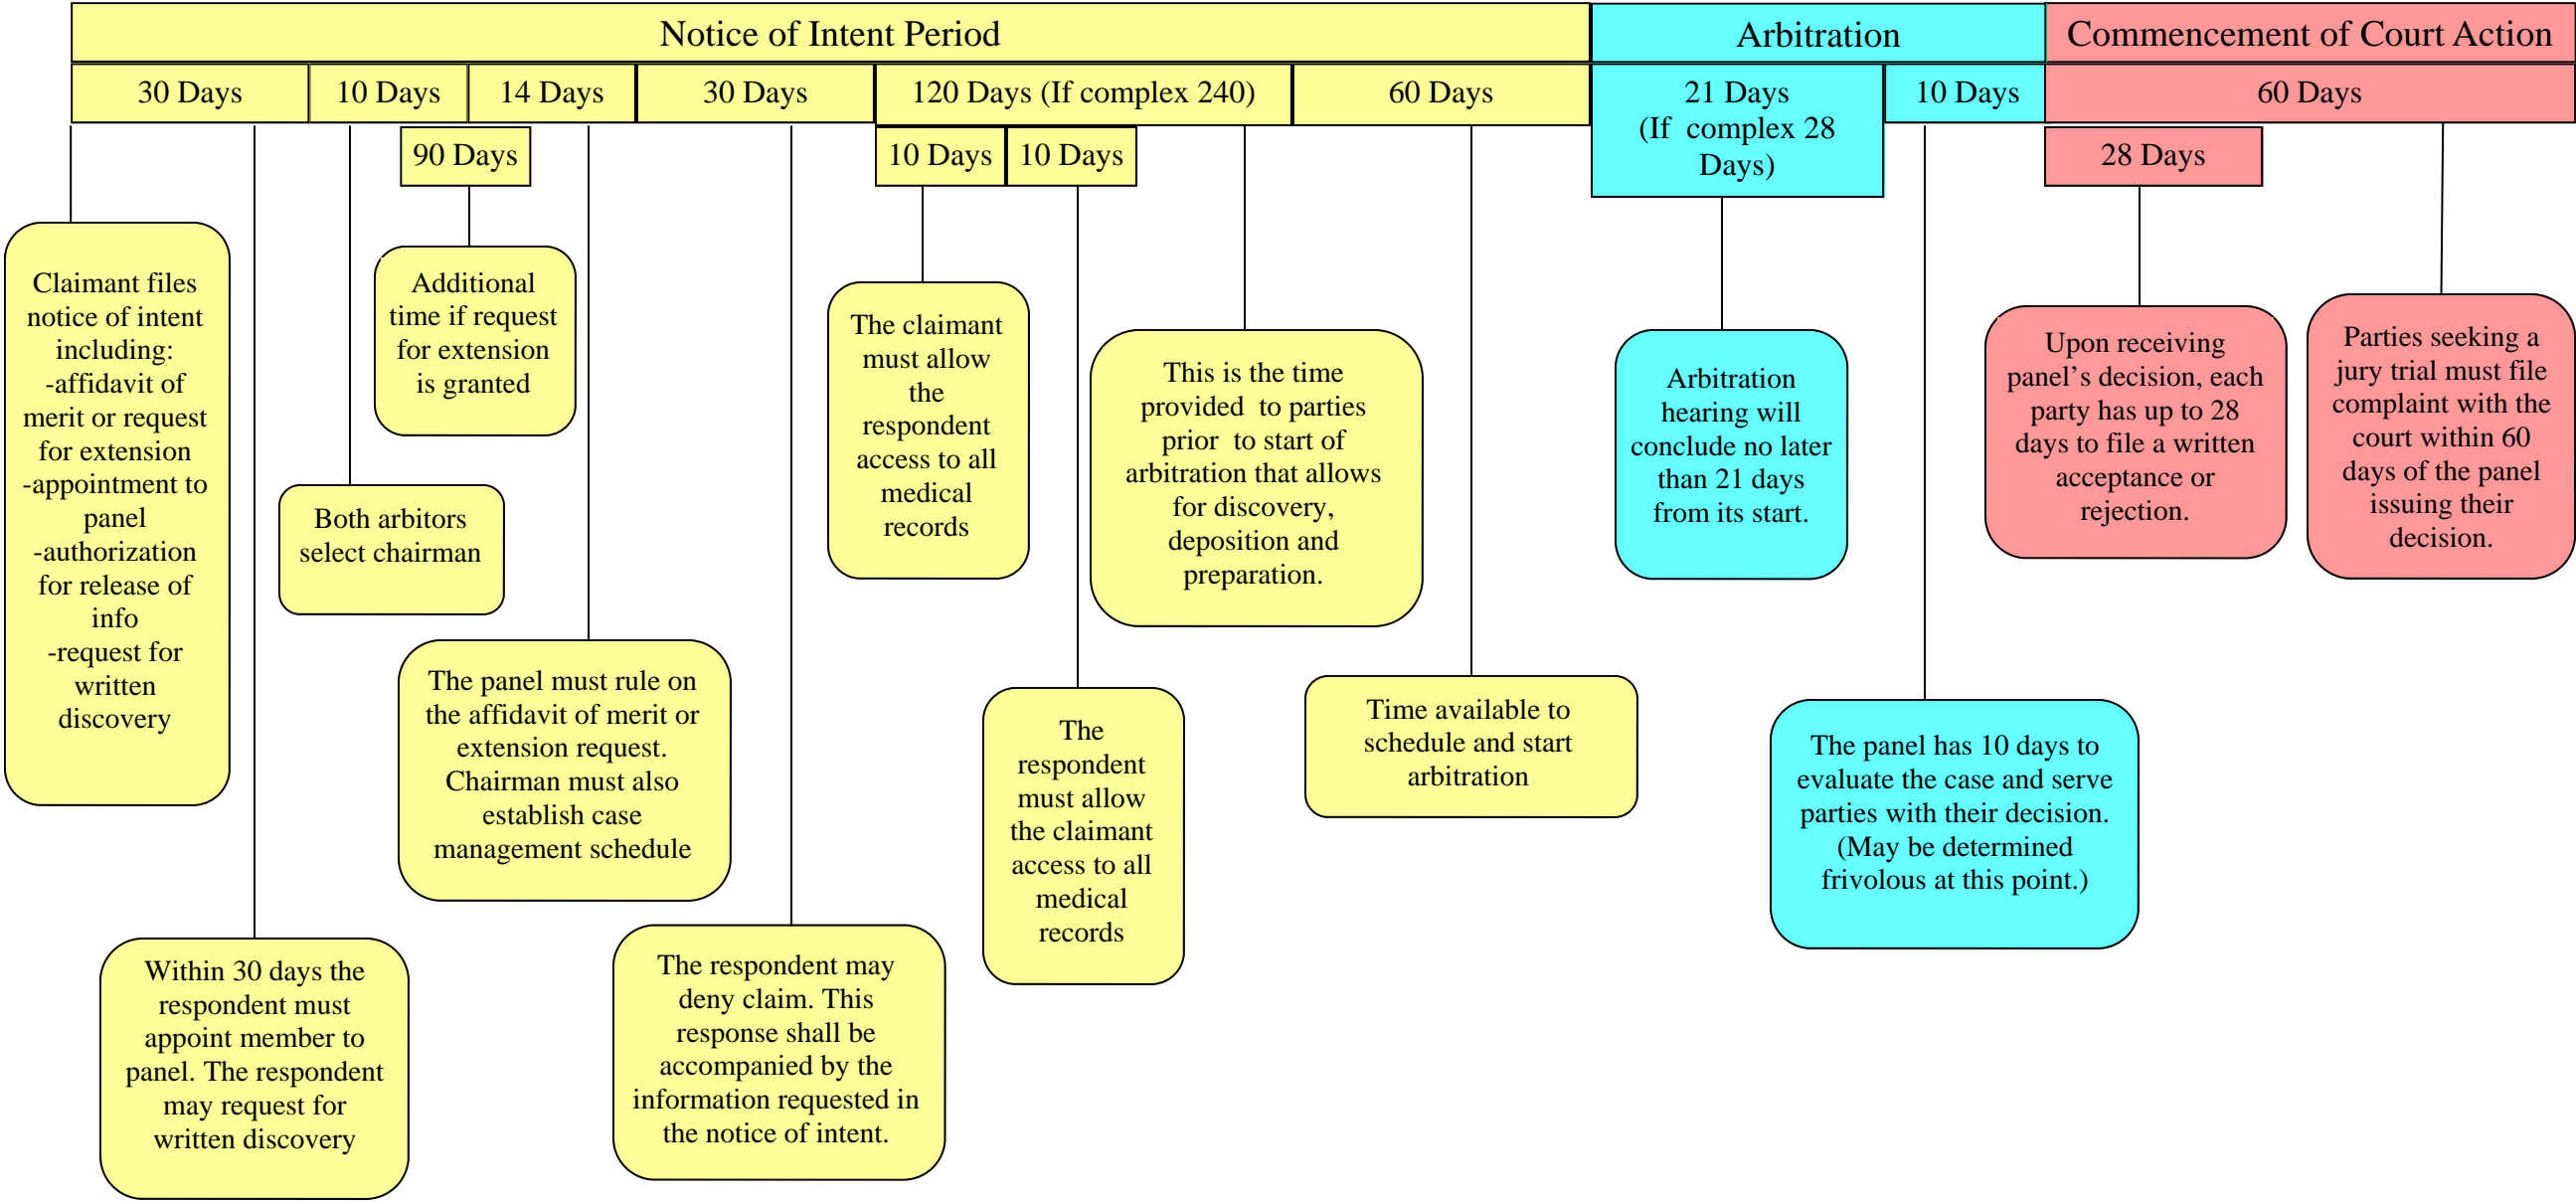 Notice of Intent Period
Arbitration
Commencement of Court Action
30 Days
10 Days
14 Days
30 Days
120 Days (If complex 240)
60 Days
21 Days
(If complex 28
Days)
10 Days
60 Days
90 Days
10 Days
10 Days
28 Days
Claimant files
notice of intent
including:
-affidavit of
merit or request
for extension
-appointment to
panel
-authorization
for release of
info
-request for
written
discovery
Within 30 days the
respondent must
appoint member to
panel. The respondent
may request for
written discovery
Both arbitors
select chairman
Additional
time if request
for extension
is granted
The panel must rule on
the affidavit of merit or
extension request.
Chairman must also
establish case
management schedule
The respondent may
deny claim. This
response shall be
accompanied by the
information requested in
the notice of intent.
The claimant
must allow
the
respondent
access to all
medical
records
The
respondent
must allow
the claimant
access to all
medical
records
This is the time
provided to parties
prior to start of
arbitration that allows
for discovery,
deposition and
preparation.
Time available to
schedule and start
arbitration
Arbitration
hearing will
conclude no later
than 21 days
from its start.
The panel has 10 days to
evaluate the case and serve
parties with their decision.
(May be determined
frivolous at this point.)
Upon receiving
panel’s decision, each
party has up to 28
days to file a written
acceptance or
rejection.
Parties seeking a
jury trial must file
complaint with the
court within 60
days of the panel
issuing their
decision.